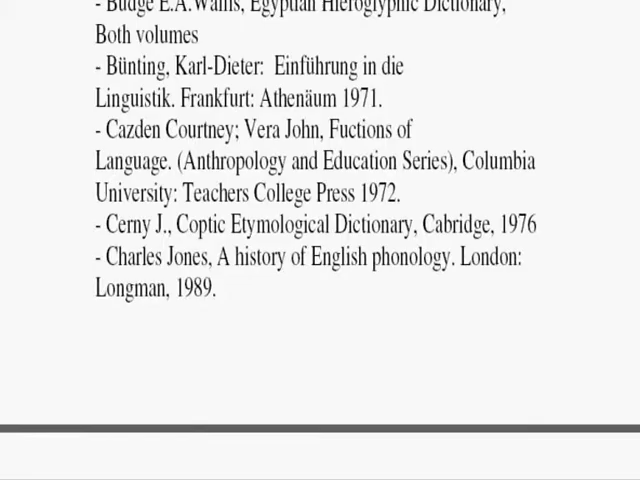 - Budge E.A.Wallis, Egyptian Hieroglyphic Dictionary,
Both volumes
- Bünting, Karl-Dieter:  Einführung in die
Linguistik. Frankfurt: Athenäum 1971.
- Cazden Courtney; Vera John, Fuctions of
Language. (Anthropology and Education Series), Columbia
University: Teachers College Press 1972.
- Cerny J., Coptic Etymological Dictionary, Cabridge, 1976
- Charles Jones, A history of English phonology. London:
Longman, 1989.